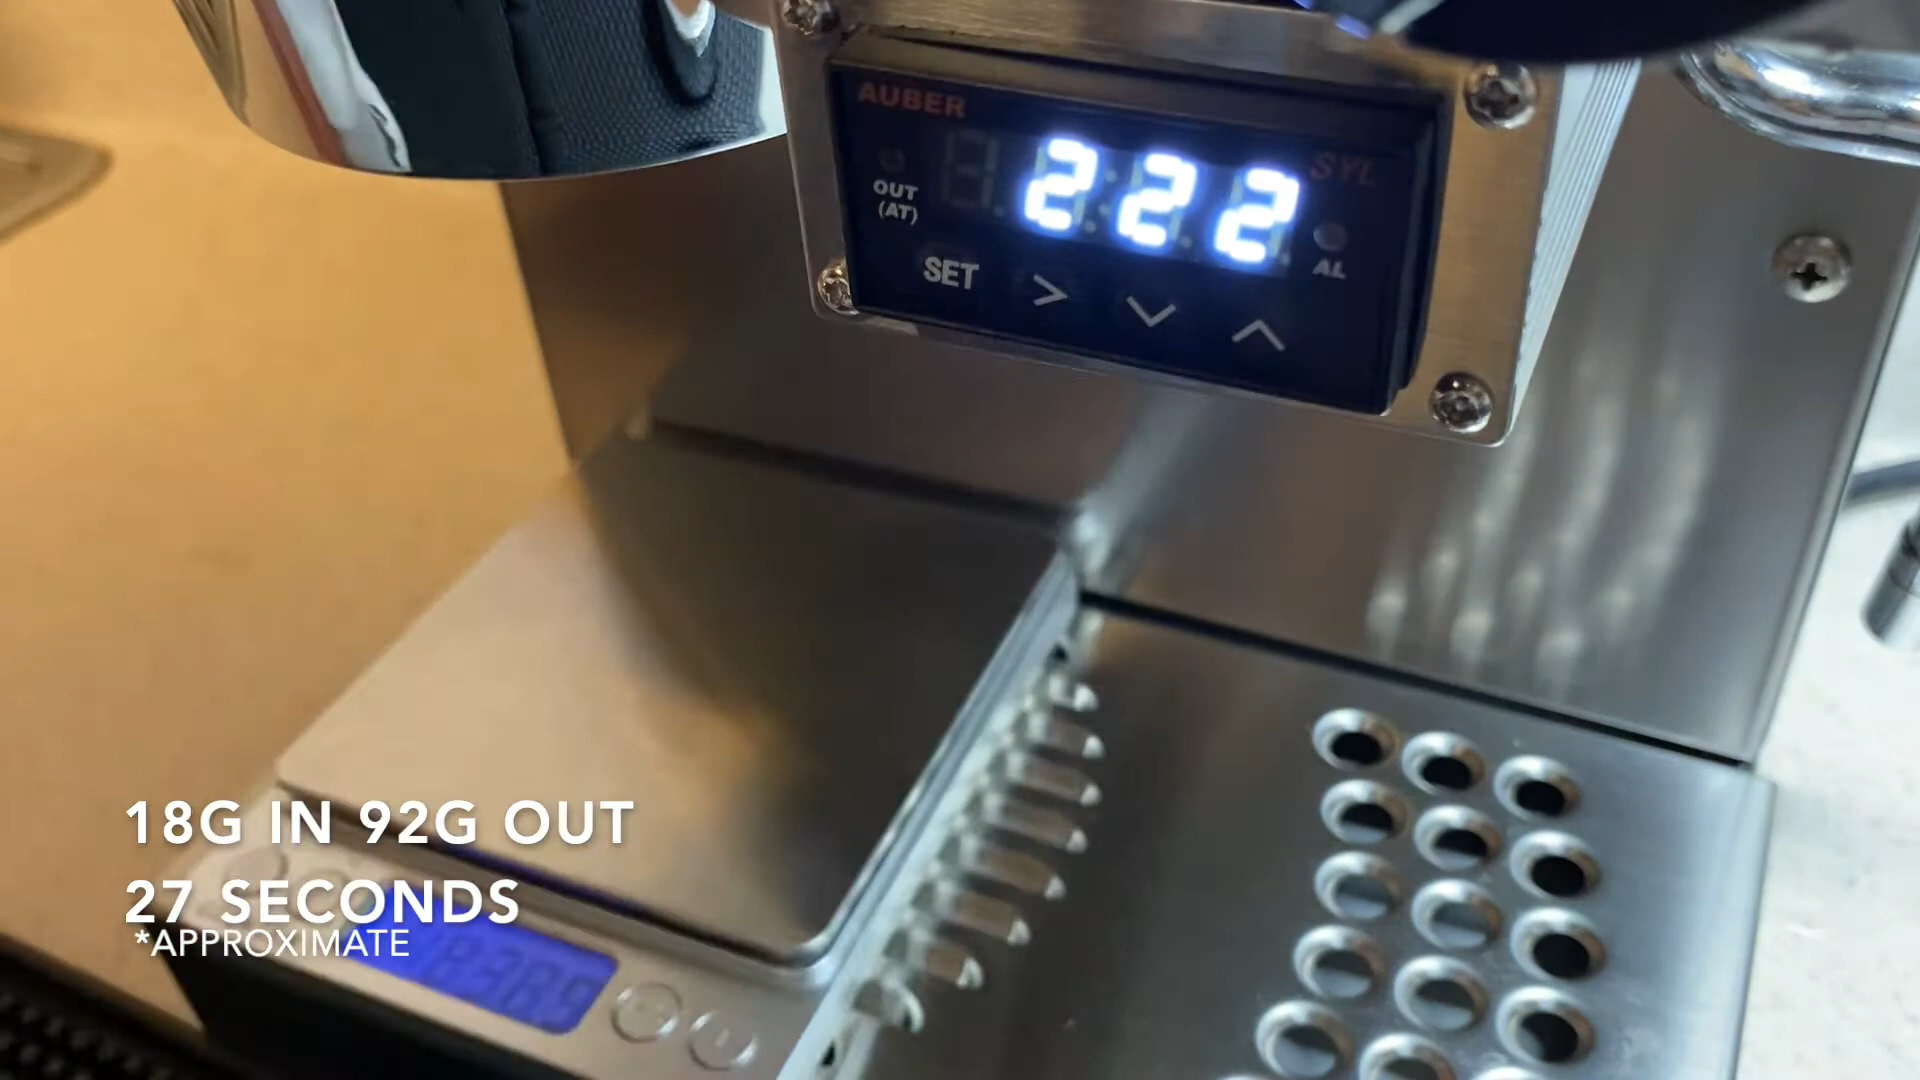 AUBER
SYL
222
OUT
(AT)
AL
SET
18G IN 92G OUT
27 SECONDS
*APPROXIMATE